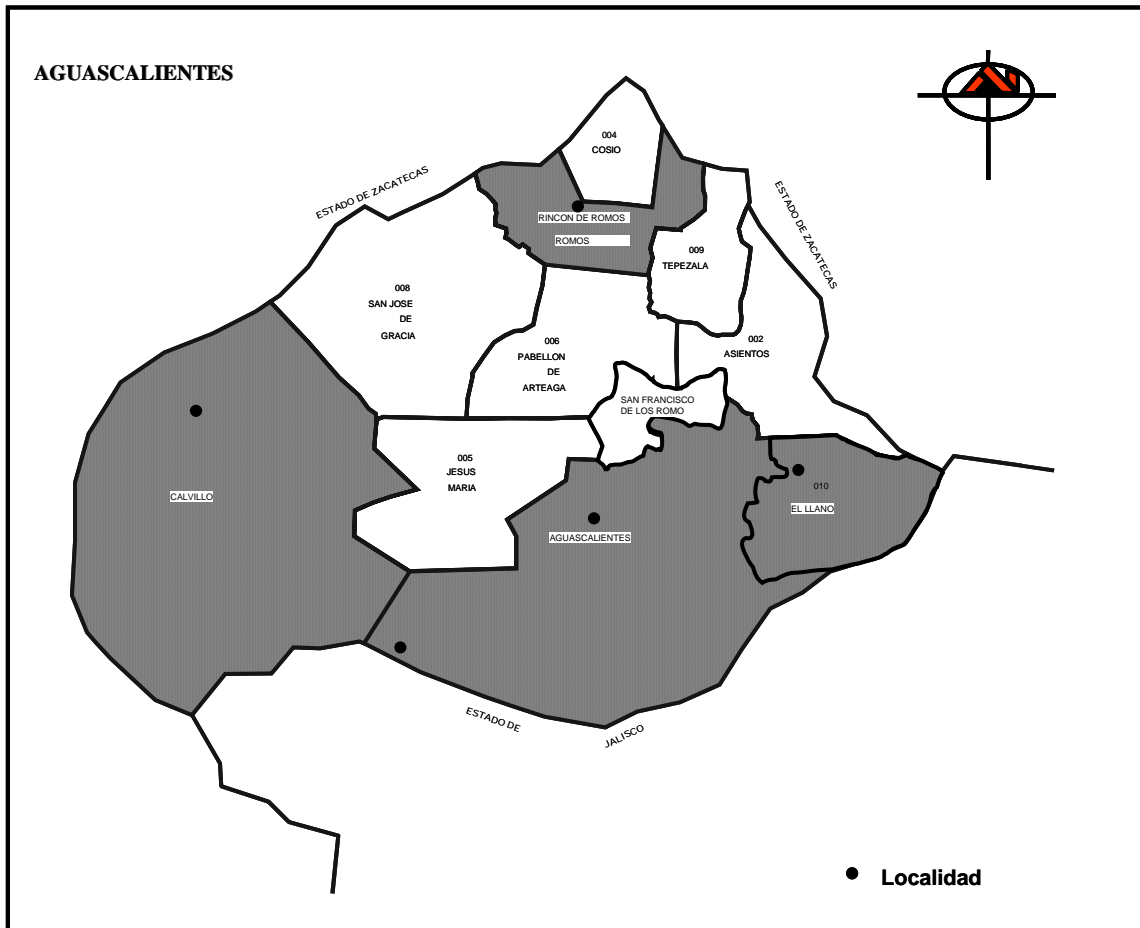 AGUASCALIENTES
004
COSIO
ESTADO DE ZACATECAS
ESTADO DE ZACATECAS
RINCON DE ROMOS
ROMOS
009
TEPEZALA
008
SAN JOSE
DE
GRACIA
006
PABELLON
DE
ARTEAGA
002
ASIENTOS
SAN FRANCISCO
DE LOS ROMO
005
JESUS
MARIA
CALVILLO
010
EL LLANO
AGUASCALIENTES
ESTADO DE
JALISCO
Localidad